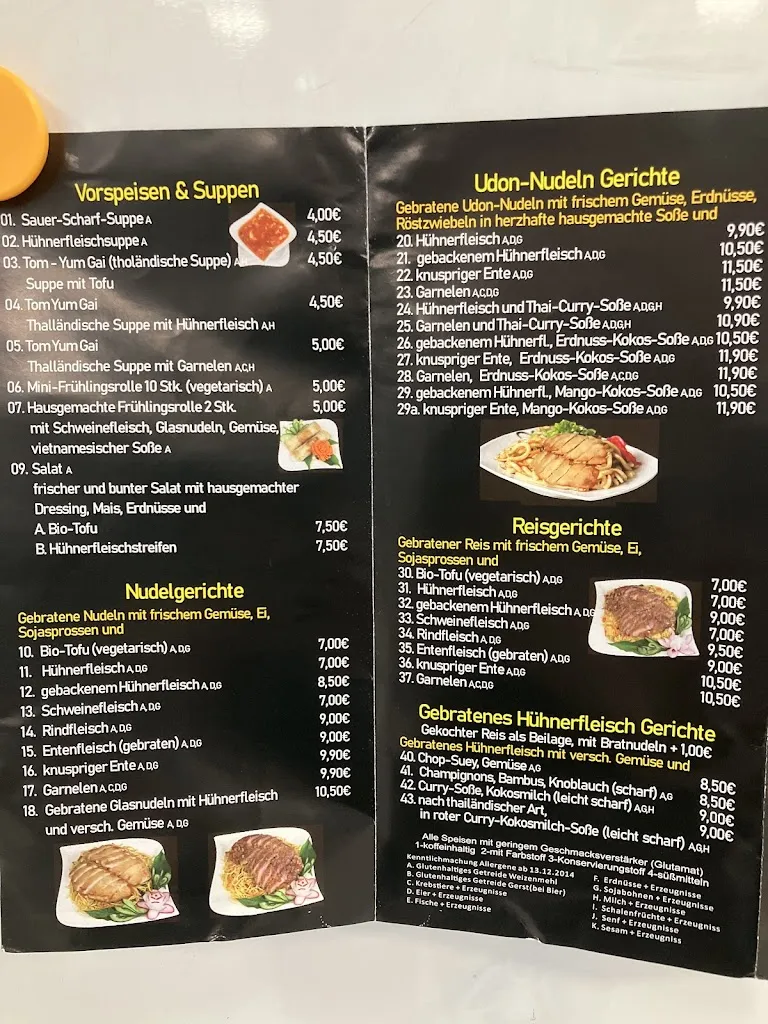 Vorspeisen & Suppen
01. Sauer-Scharf-Suppe A 4,00€
02. Hühnerfleischsuppe A 4,50€
03. Tom - Yum Gai (tholändische Suppe) A,H 4,50€
Suppe mit Tofu
04. Tom Yum Gai 4,50€
Thalländische Suppe mit Hühnerfleisch A,H
05. Tom Yum Gai 5,00€
Thalländische Suppe mit Garnelen A,C,H
06. Mini-Frühlingsrolle 10 Stk. (vegetarisch) A 5,00€
07. Hausgemachte Frühlingsrolle 2 Stk. 5,00€
mit Schweinefleisch, Glasnudeln, Gemüse,
vietnamesischer Soße A
09. Salat A
frischer und bunter Salat mit hausgemachter
Dressing, Mais, Erdnüsse und
A. Bio-Tofu 7,50€
B. Hühnerfleischstreifen 7,50€
Nudelgerichte
Gebratene Nudeln mit frischem Gemüse, Ei,
Sojasprossen und
10. Bio-Tofu (vegetarisch) A,D,G 7,00€
11. Hühnerfleisch A,D,G 7,00€
12. gebackenem Hühnerfleisch A,D,G 8,50€
13. Schweinefleisch A,D,G 7,00€
14. Rindfleisch A,D,G 9,00€
15. Entenfleisch (gebraten) A,D,G 9,00€
16. knuspriger Ente A,D,G 9,90€
17. Garnelen A,C,D,G 9,90€
18. Gebratene Glasnudeln mit Hühnerfleisch 10,50€
und versch. Gemüse A,D,G
Udon-Nudeln Gerichte
Gebratene Udon-Nudeln mit frischem Gemüse, Erdnüsse,
Röstzwiebeln in herzhafte hausgemachte Soße und
20. Hühnerfleisch A,D,G 9,90€
21. gebackenem Hühnerfleisch A,D,G 10,50€
22. knuspriger Ente A,D,G 11,50€
23. Garnelen A,C,D,G 11,50€
24. Hühnerfleisch und Thai-Curry-Soße A,D,G,H 9,90€
25. Garnelen und Thai-Curry-Soße A,D,G,H 10,90€
26. gebackenem Hühnerfl., Erdnuss-Kokos-Soße A,D,G 10,50€
27. knuspriger Ente, Erdnuss-Kokos-Soße A,D,G 11,90€
28. Garnelen, Erdnuss-Kokos-Soße A,C,D,G 11,90€
29. gebackenem Hühnerfl., Mango-Kokos-Soße A,D,G 10,50€
29a. knuspriger Ente, Mango-Kokos-Soße A,D,G 11,90€
Reisgerichte
Gebratener Reis mit frischem Gemüse, Ei,
Sojasprossen und
30. Bio-Tofu (vegetarisch) A,D,G 7,00€
31. Hühnerfleisch A,D,G 7,00€
32. gebackenem Hühnerfleisch A,D,G 9,00€
33. Schweinefleisch A,D,G 7,00€
34. Rindfleisch A,D,G 9,50€
35. Entenfleisch (gebraten) A,D,G 9,00€
36. knuspriger Ente A,D,G 10,50€
37. Garnelen A,C,D,G 10,50€
Gebratenes Hühnerfleisch Gerichte
Gekochter Reis als Beilage, mit Bratnudeln + 1,00€
Gebratenes Hühnerfleisch mit versch. Gemüse und
40. Chop-Suey, Gemüse A,G 8,50€
41. Champignons, Bambus, Knoblauch (scharf) A,G 8,50€
42. Curry-Soße, Kokosmilch (leicht scharf) A,G,H 9,00€
43. nach thailändischer Art, 9,00€
in roter Curry-Kokosmilch-Soße (leicht scharf) A,G,H
Alle Speisen mit geringem Geschmacksverstärker (Glutamat)
1-koffeinhaltig 2-mit Farbstoff 3-Konservierungstoff 4-süßmitteln
Kenntlichmachung Allergene ab 13.12.2014
A. Glutenhaltiges Getreide Weizenmehl
B. Glutenhaltiges Getreide Gerst(bei Bier)
C. Krebstiere + Erzeugnisse
D. Eier + Erzeugnisse
E. Fische + Erzeugnisse
F. Erdnüsse + Erzeugnisse
G. Sojabohnen + Erzeugnisse
H. Milch + Erzeugnisse
I. Schalenfrüchte + Erzeugniss
J. Senf + Erzeugnisse
K. Sesam + Erzeugniss